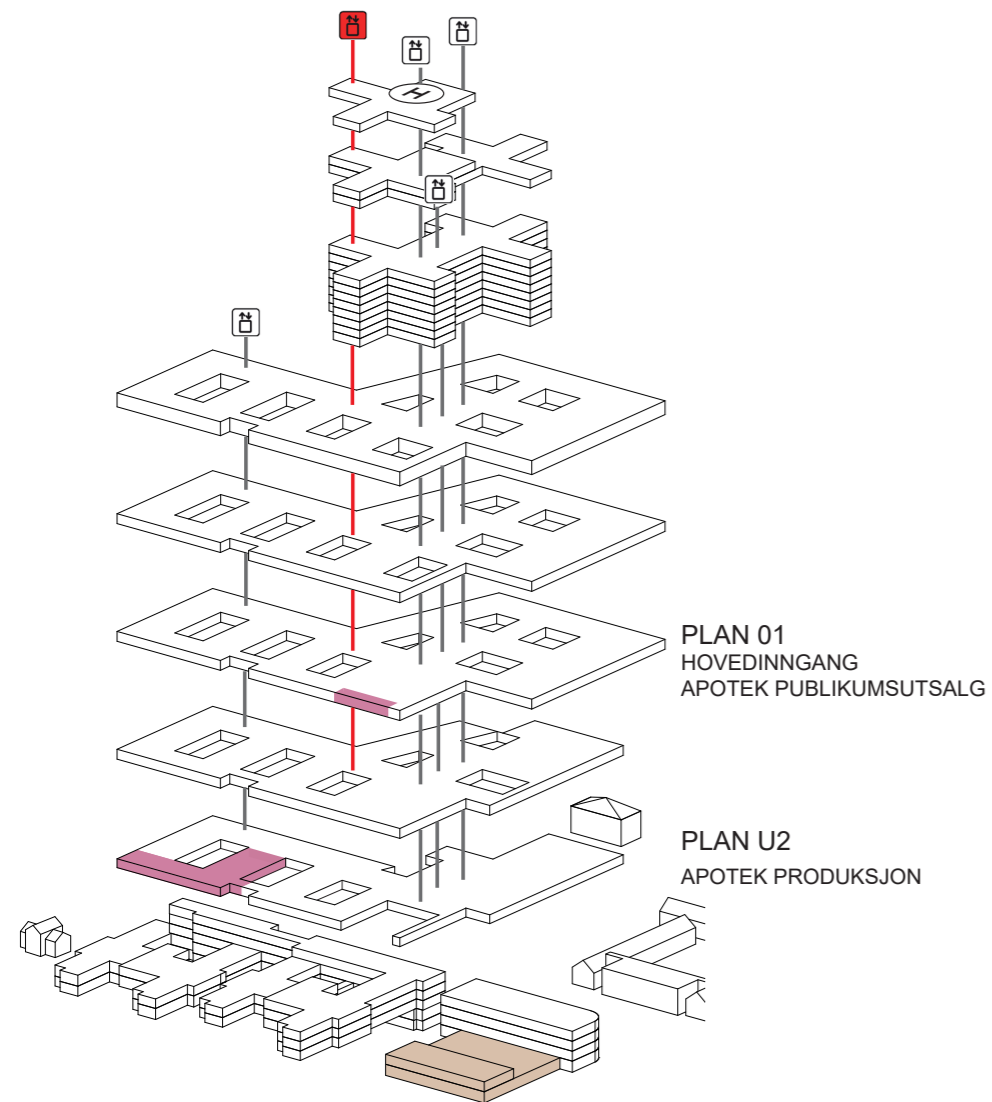 H
PLAN 01
HOVEDINNGANG
APOTEK PUBLIKUMSUTSALG
PLAN U2
APOTEK PRODUKSJON